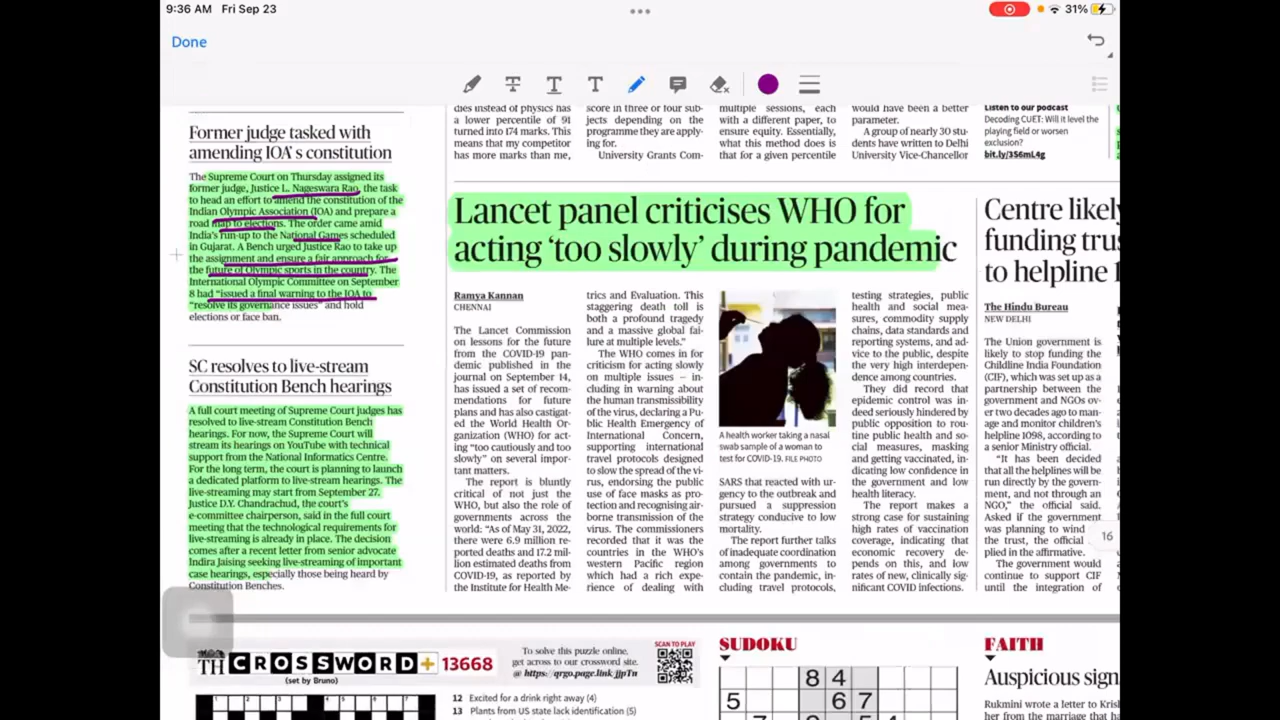 9:36 AM Fri Sep 23
31%
Done
dies instead of physics has
a lower percentile of 91
turned into 174 marks. This
means that my competitor
has more marks than me,
score in three or four sub-
jects depending on the
programme they are apply-
ing for.
University Grants Com-
multiple sessions, each
with a different paper, to
ensure equity. Essentially,
what this method does is
that for a given percentile
would have been a better
parameter.
A group of nearly 30 stu-
dents have written to Delhi
University Vice-Chancellor
Listen to our podcast
Decoding CUET: Will it level the
playing field or worsen
exclusion?
bit.ly/3S6mL4g
Former judge tasked with
amending IOA's constitution
The Supreme Court on Thursday assigned its
former judge, Justice L. Nageswara Rao, the task
to head an effort to amend the constitution of the
Indian Olympic Association (IOA) and prepare a
road map to elections. The order came amid
India's run-up to the National Games scheduled
in Gujarat. A Bench urged Justice Rao to take up
the assignment and ensure a fair approach for
the future of Olympic sports in the country. The
International Olympic Committee on September
8 had "issued a final warning to the IOA to
"resolve its governance issues" and hold
elections or face ban.
SC resolves to live-stream
Constitution Bench hearings
A full court meeting of Supreme Court judges has
resolved to live-stream Constitution Bench
hearings. For now, the Supreme Court will
stream its hearings on YouTube with technical
support from the National Informatics Centre.
For the long term, the court is planning to launch
a dedicated platform to live-stream hearings. The
live-streaming may start from September 27.
Justice D.Y. Chandrachud, the court's
e-committee chairperson, said in the full court
meeting that the technological requirements for
live-streaming is already in place. The decision
comes after a recent letter from senior advocate
Indira Jaising seeking live-streaming of important
case hearings, especially those being heard by
Constitution Benches.
Lancet panel criticises WHO for
acting 'too slowly' during pandemic
Ramya Kannan
CHENNAI
The Lancet Commission
on lessons for the future
from the COVID-19 pan-
demic published in the
journal on September 14,
has issued a set of recom-
mendations for future
plans and has also castigat-
ed the World Health Or-
ganization (WHO) for act-
ing "too cautiously and too
slowly" on several impor-
tant matters.
The report is bluntly
critical of not just the
WHO, but also the role of
governments across the
world: "As of May 31, 2022,
there were 6.9 million re-
ported deaths and 17.2 mil-
lion estimated deaths from
COVID-19, as reported by
the Institute for Health Me-
trics and Evaluation. This
staggering death toll is
both a profound tragedy
and a massive global fai-
lure at multiple levels."
The WHO comes in for
criticism for acting slowly
on multiple issues – in-
cluding in warning about
the human transmissibility
of the virus, declaring a Pu-
blic Health Emergency of
International Concern,
supporting international
travel protocols designed
to slow the spread of the vi-
rus, endorsing the public
use of face masks as pro-
tection and recognising air-
borne transmission of the
virus. The commissioners
recorded that it was the
countries in the WHO's
western Pacific region
which had a rich expe-
rience of dealing with
A health worker taking a nasal
swab sample of a woman to
test for COVID-19. FILE PHOTO
SARS that reacted with ur-
gency to the outbreak and
pursued a suppression
strategy conducive to low
mortality.
The report further talks
of inadequate coordination
among governments to
contain the pandemic, in-
cluding travel protocols,
testing strategies, public
health and social mea-
sures, commodity supply
chains, data standards and
reporting systems, and ad-
vice to the public, despite
the very high interdepen-
dence among countries.
They did record that
epidemic control was in-
deed seriously hindered by
public opposition to rou-
tine public health and so-
cial measures, masking
and getting vaccinated, in-
dicating low confidence in
the government and low
health literacy.
The report makes a
strong case for sustaining
high rates of vaccination
coverage, indicating that
economic recovery de-
pends on this, and low
rates of new, clinically sig-
nificant COVID infections.
Centre likely
funding trus
to helpline 1
The Hindu Bureau
NEW DELHI
The Union government is
likely to stop funding the
Childline India Foundation
(CIF), which was set up as a
partnership between the
government and NGOs ov-
er two decades ago to man-
age and monitor children's
helpline 1098, according to
a senior Ministry official.
"It has been decided
that all the helplines will be
run directly by the govern-
ment, and not through an
NGO," the official said.
Asked if the government
was planning to wind
the trust, the official
plied in the affirmative.
The government would
continue to support CIF
until the integration of
16
TH CROSSWORD+ 13668
(set by Bruno)
To solve this puzzle online,
get across to our crossword site.
@ https://qrgo.page.link/jjpTn
SCAN TO PLAY
12 Excited for a drink right away (4)
13 Plants from US state lack identification (5)
SUDOKU
8 4
5 6 7
FAITH
Auspicious sign
Rukmini wrote a letter to Kris
her from the marriage that ha